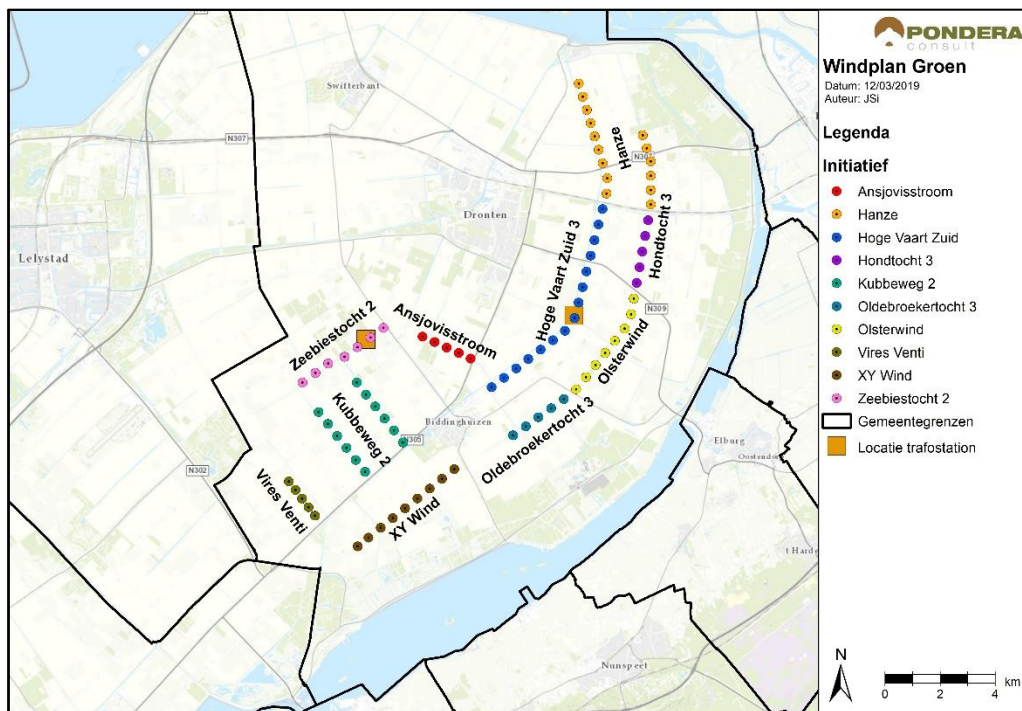 PONDERA
consult
Windplan Groen
Datum: 12/03/2019
Auteur: JSi
Legenda
Initiatief
Ansjovisstroom
Hanze
Hoge Vaart Zuid
Hondtocht 3
Kubbeweg 2
Oldebroekertocht 3
Olsterwind
Vires Venti
XY Wind
Zeebiestocht 2
Gemeentegrenzen
Locatie trafostation
N
0 2 4 km
Swifterbant
N307
Hanze
N307
Dronten
Lelystad
Hondtocht 3
Hoge Vaart Zuid 3
N309
Zeebiestocht 2
Ansjovisstroom
Olsterwind
Kubbeweg 2
Biddinghuizen
N305
Oldebroekertocht 3
Elburg
N302
Vires Venti
XY Wind
t Harde
Nunspeet